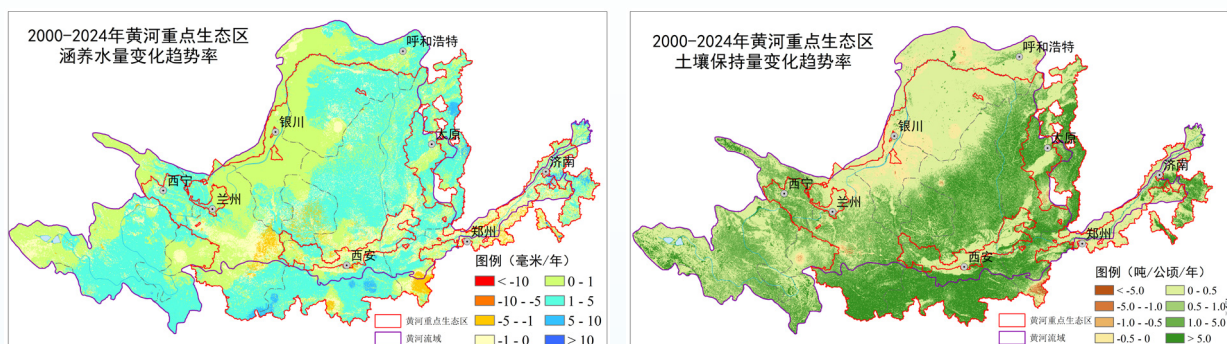 2000-2024年黄河重点生态区
涵养水量变化趋势率
呼和浩特
银川
太原
济南
西宁
兰州
郑州
西安
图例（毫米/年）
< -10
0 - 1
-10 - -5
1 - 5
-5 - -1
5 - 10
-1 - 0
> 10
黄河重点生态区
黄河流域
2000-2024年黄河重点生态区
土壤保持量变化趋势率
呼和浩特
银川
太原
济南
西宁
兰州
郑州
西安
图例（吨/公顷/年）
< -5.0
0 - 0.5
-5.0 - -1.0
0.5 - 1.0
-1.0 - -0.5
1.0 - 5.0
-0.5 - 0
> 5.0
黄河重点生态区
黄河流域